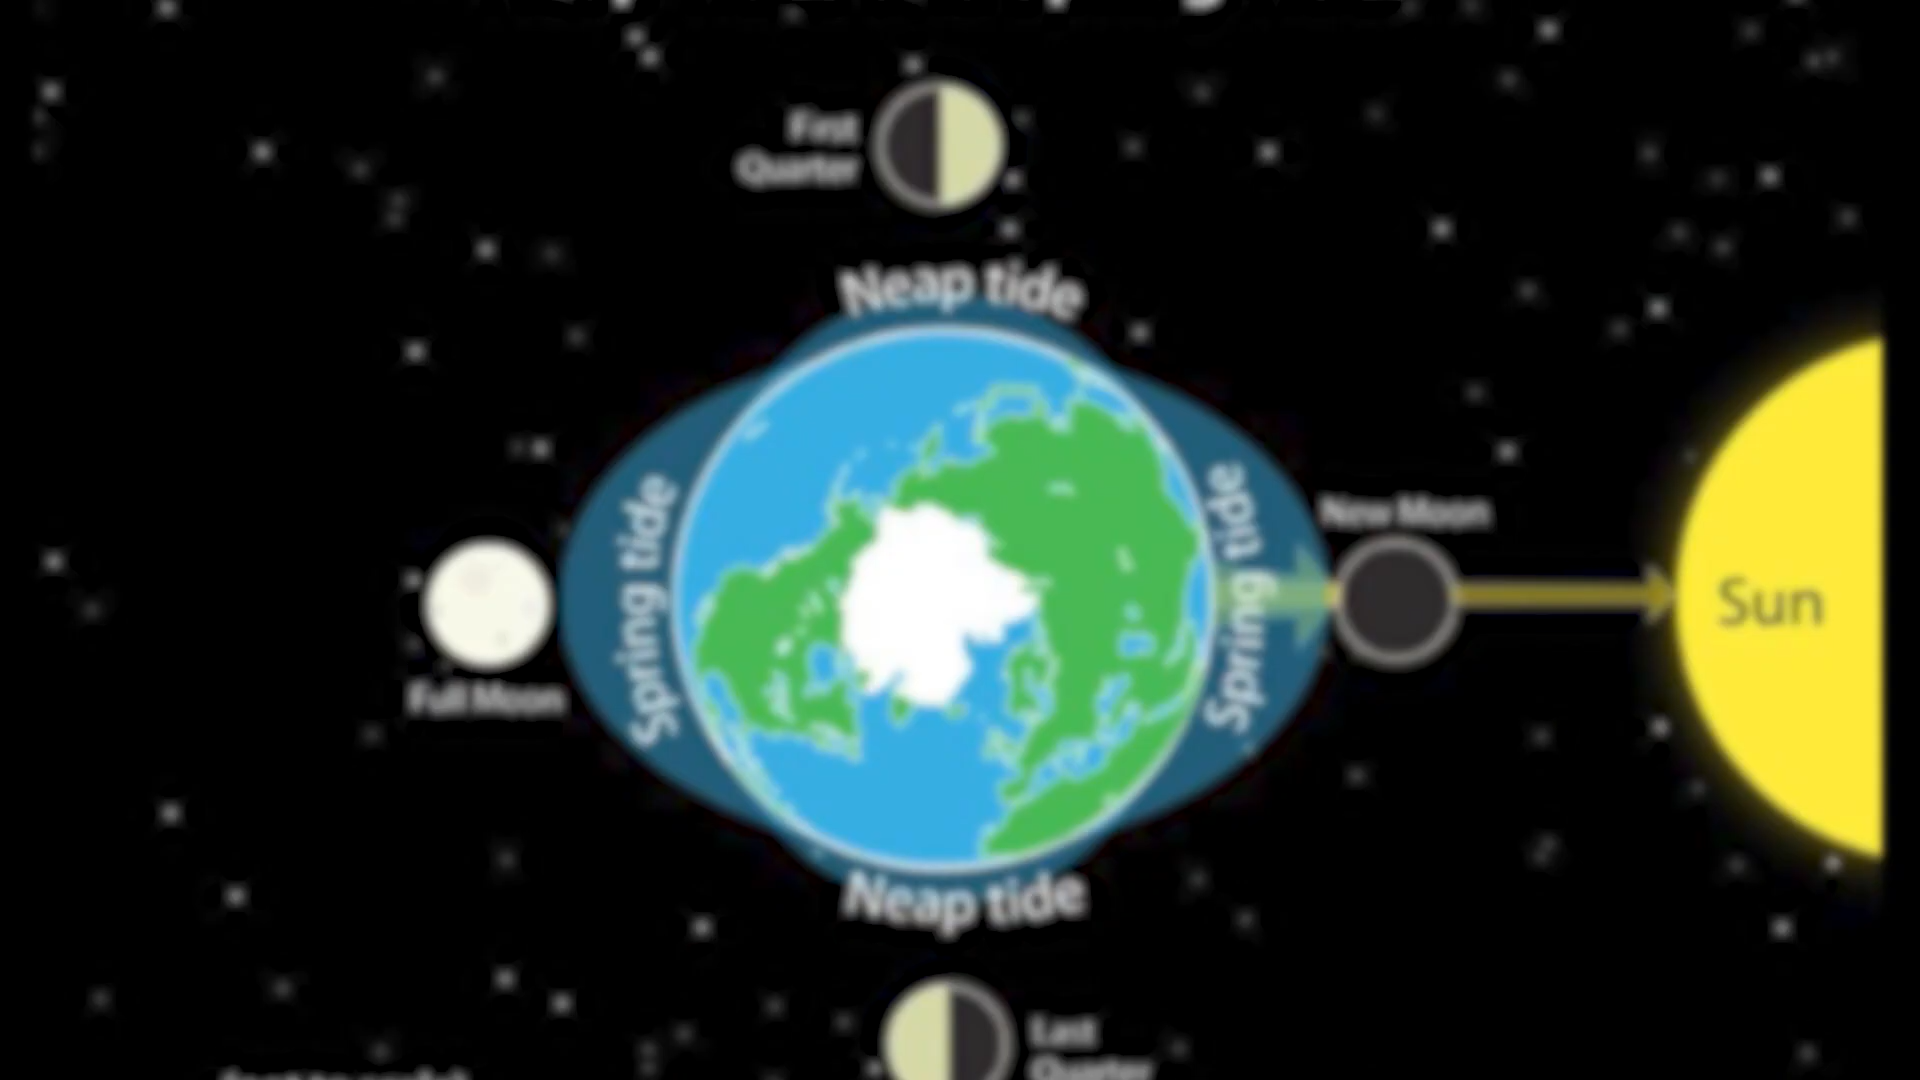 First
Quarter
Neap tide
Spring tide
Spring tide
New Moon
Sun
Full Moon
Neap tide
Last
Quarter